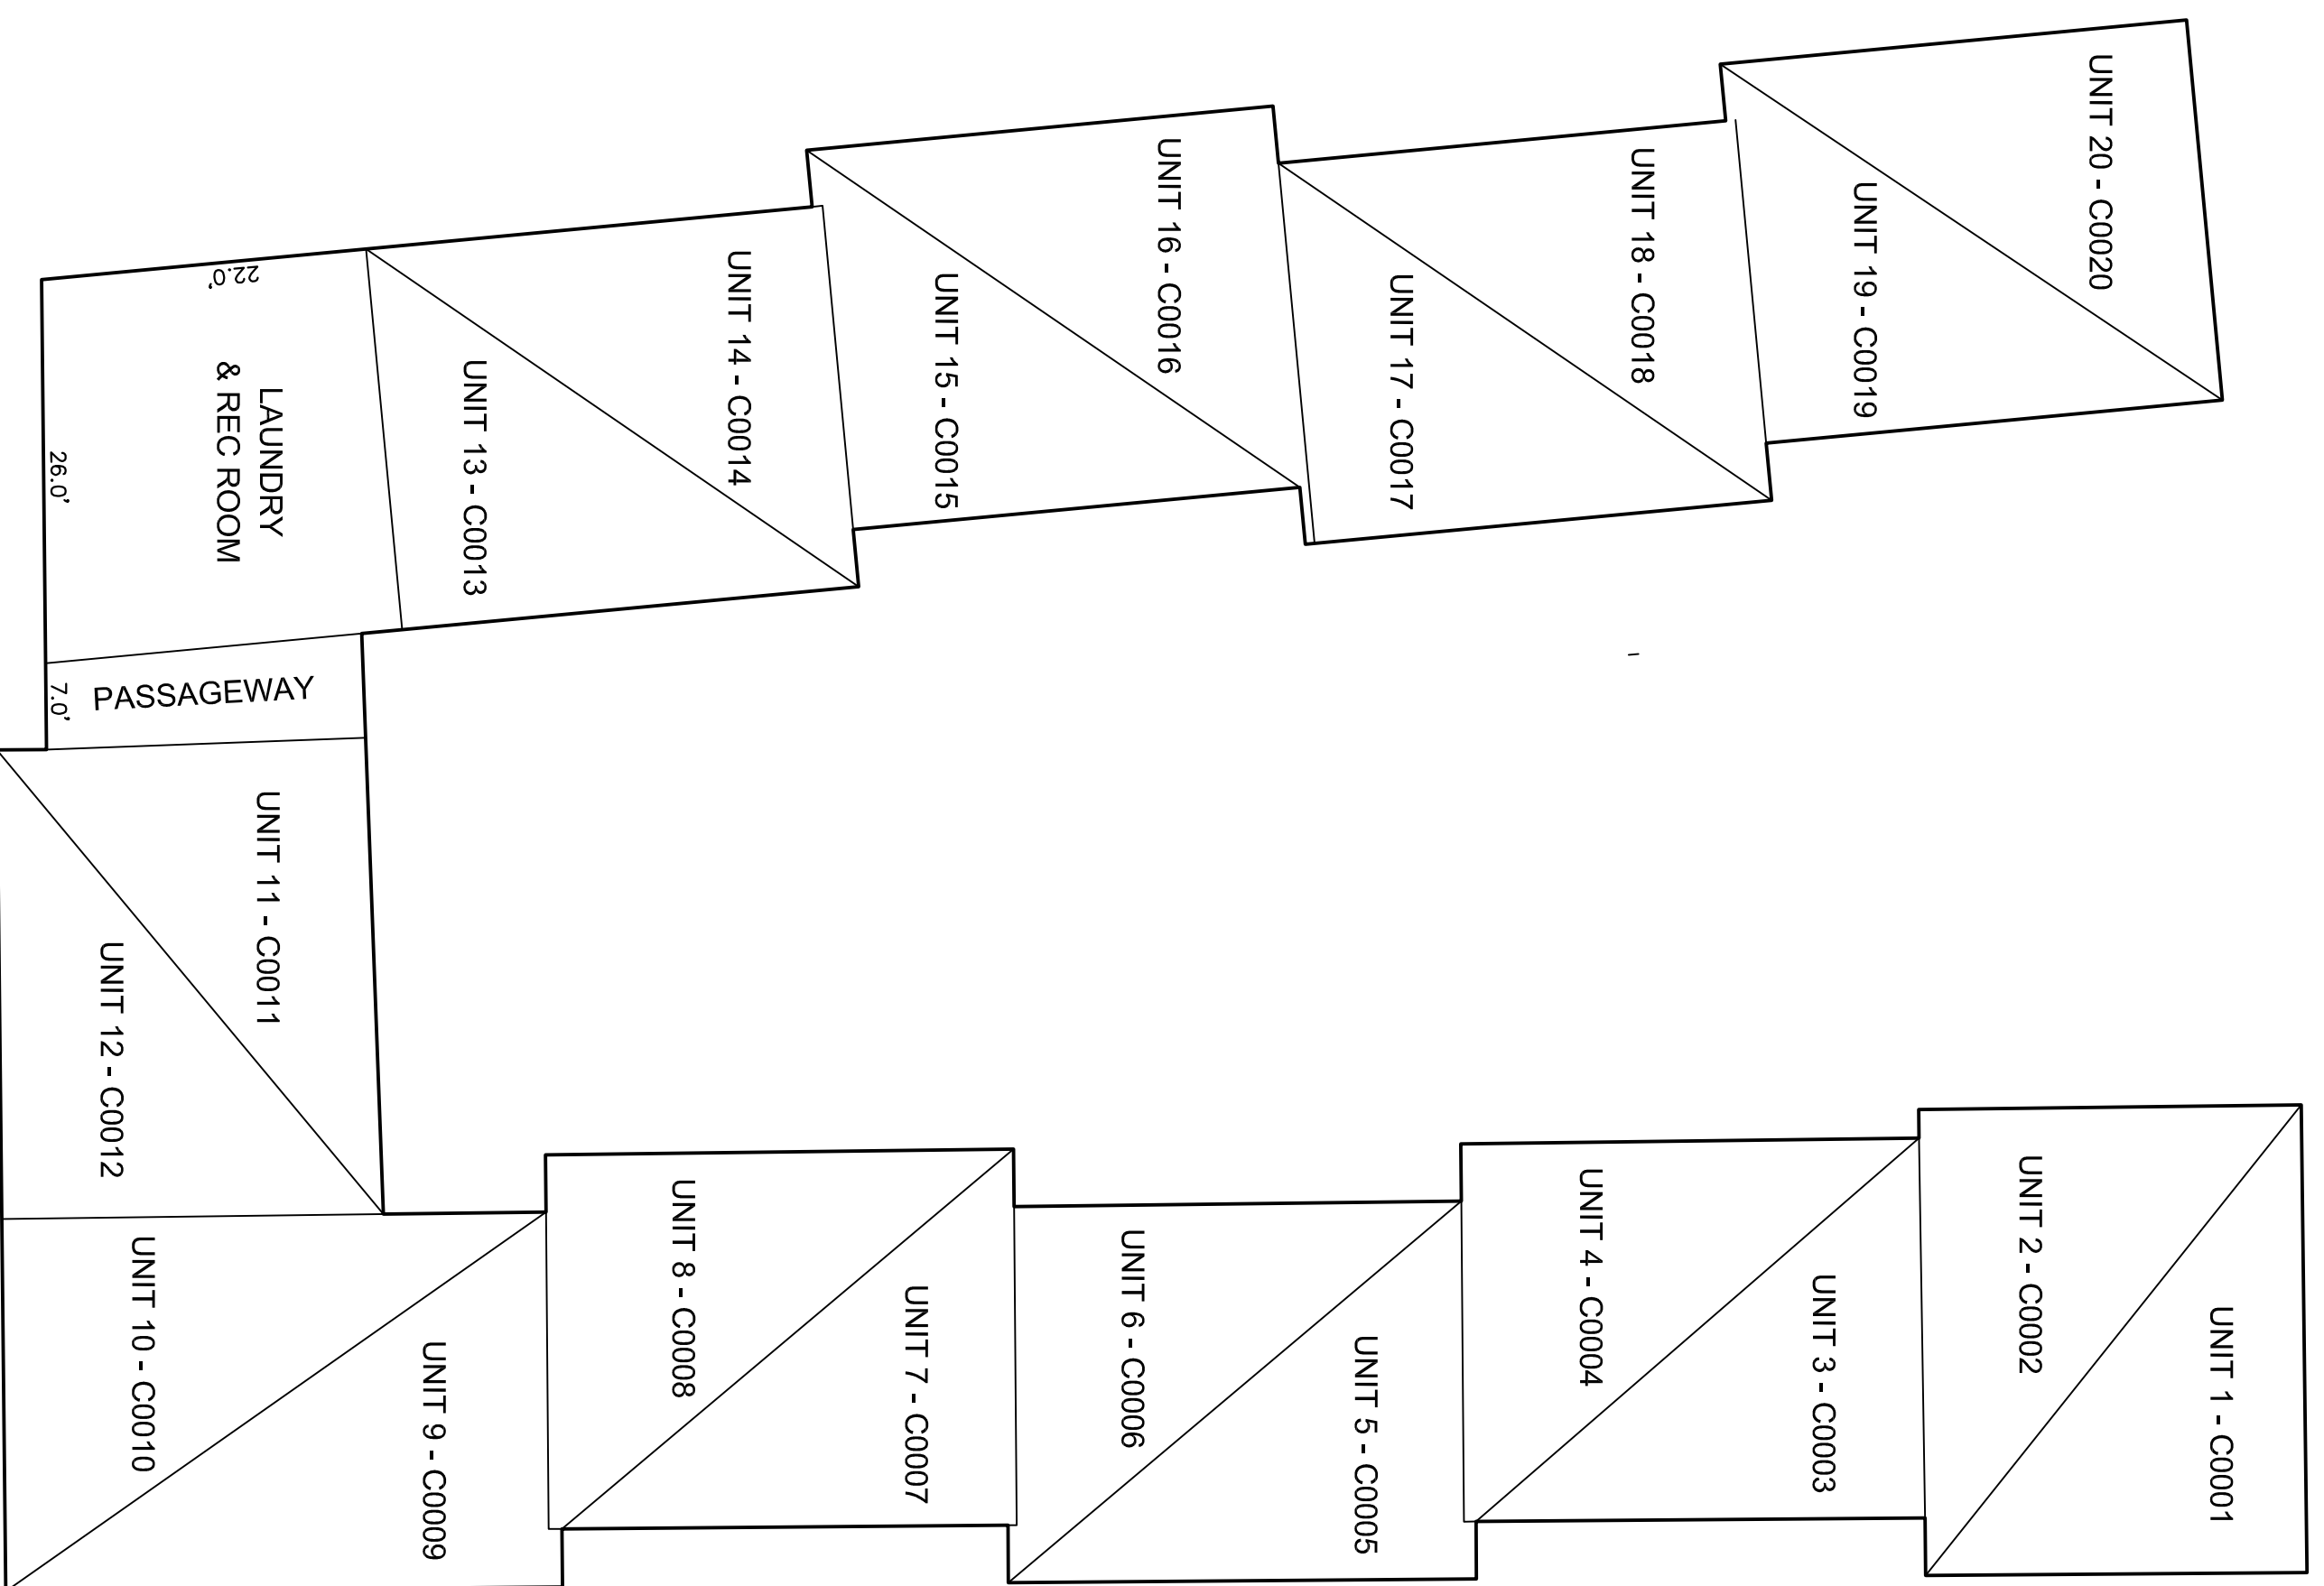 UNIT 20 - C0020
UNIT 19 - C0019
UNIT 18 - C0018
UNIT 17 - C0017
UNIT 16 - C0016
UNIT 15 - C0015
UNIT 14 - C0014
UNIT 13 - C0013
22.0'
LAUNDRY
& REC ROOM
26.0'
PASSAGEWAY
7.0'
UNIT 11 - C0011
UNIT 12 - C0012
UNIT 10 - C0010
UNIT 9 - C0009
UNIT 8 - C0008
UNIT 7 - C0007
UNIT 6 - C0006
UNIT 5 - C0005
UNIT 4 - C0004
UNIT 3 - C0003
UNIT 2 - C0002
UNIT 1 - C0001